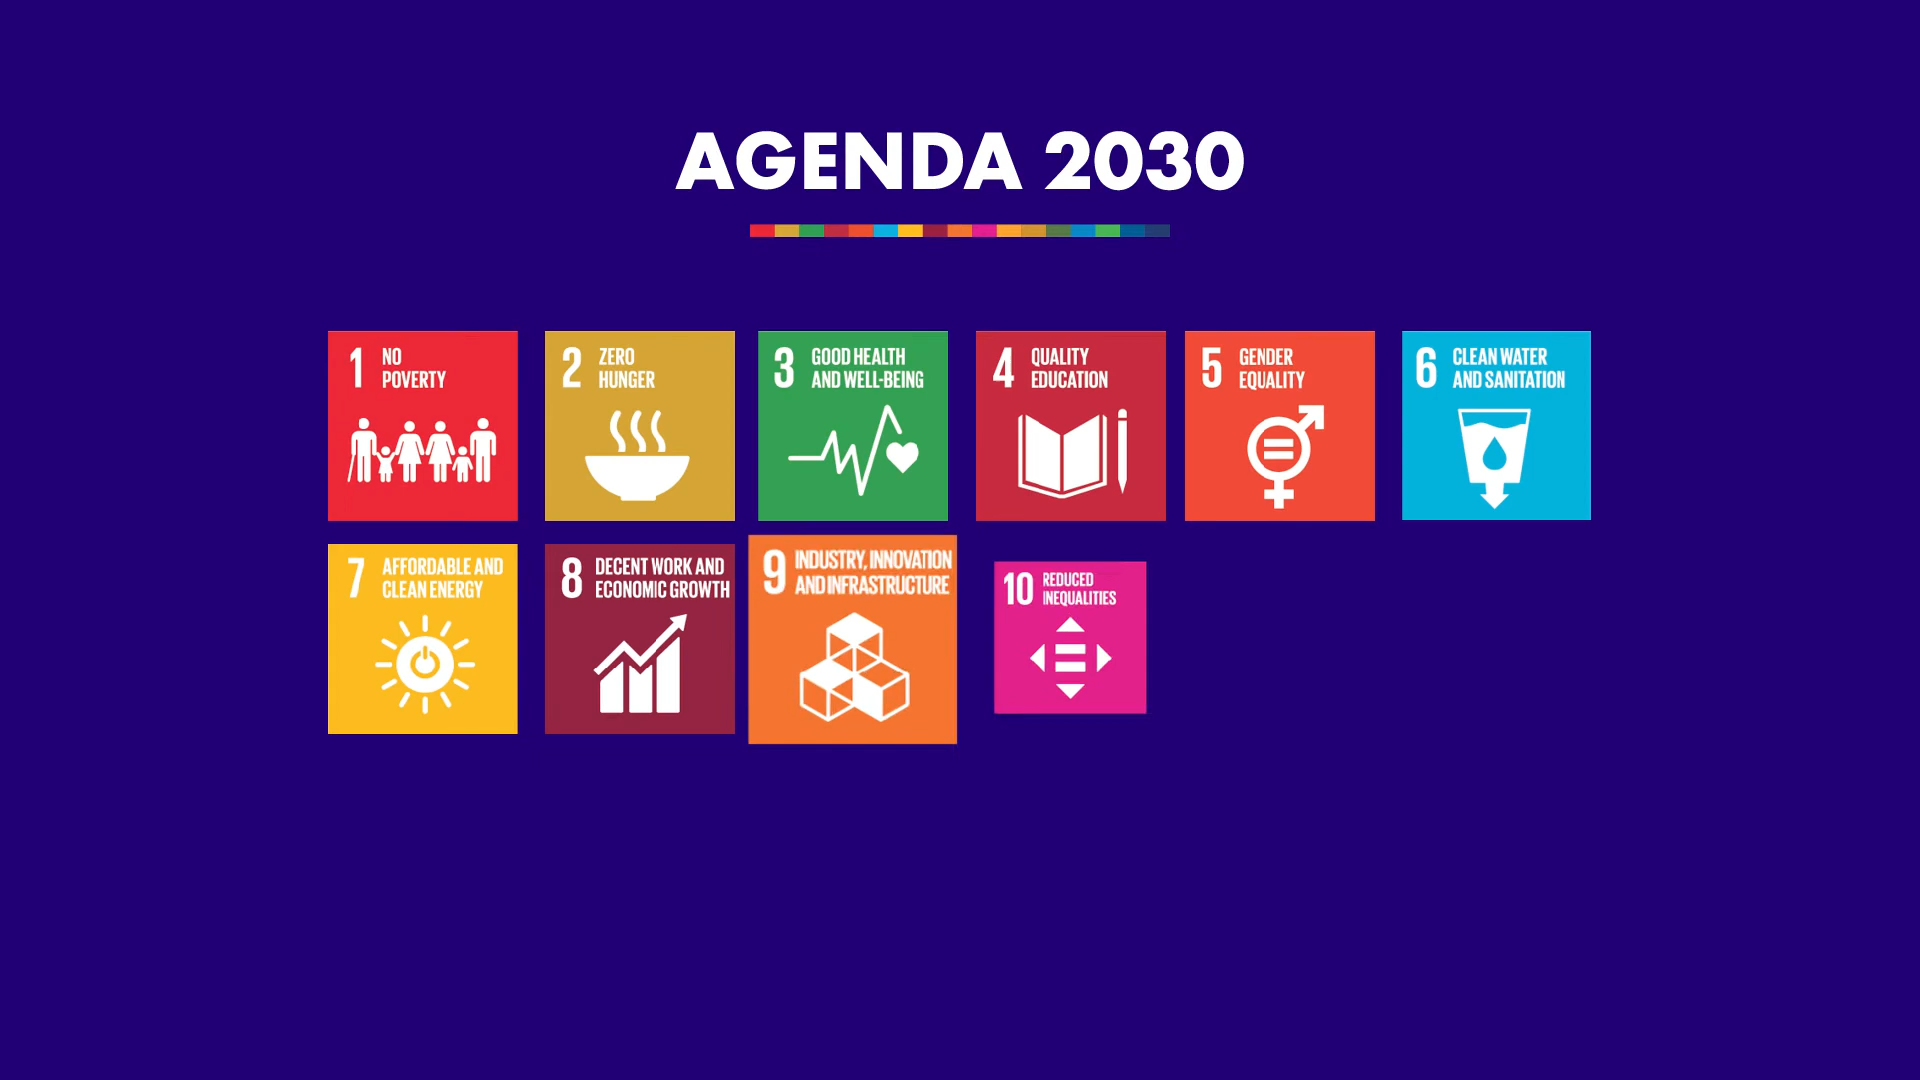 AGENDA 2030
1 NO
POVERTY
2 ZERO
HUNGER
3 GOOD HEALTH
AND WELL-BEING
4 QUALITY
EDUCATION
5 GENDER
EQUALITY
6 CLEAN WATER
AND SANITATION
7 AFFORDABLE AND
CLEAN ENERGY
8 DECENT WORK AND
ECONOMIC GROWTH
9 INDUSTRY, INNOVATION
AND INFRASTRUCTURE
10 REDUCED
INEQUALITIES